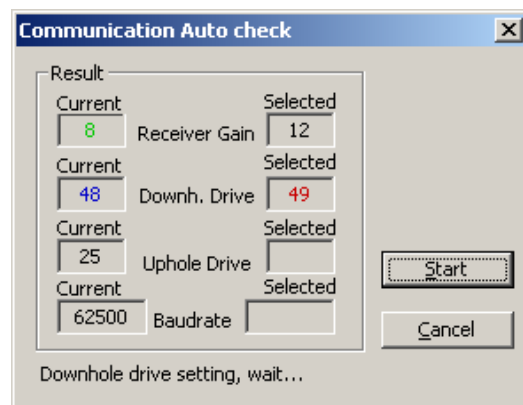 Communication Auto check
Result
Current Selected
8 Receiver Gain 12
Current Selected
48 Downh. Drive 49
Current Selected
25 Uphole Drive
Current Selected
62500 Baudrate
Start
Cancel
Downhole drive setting, wait...